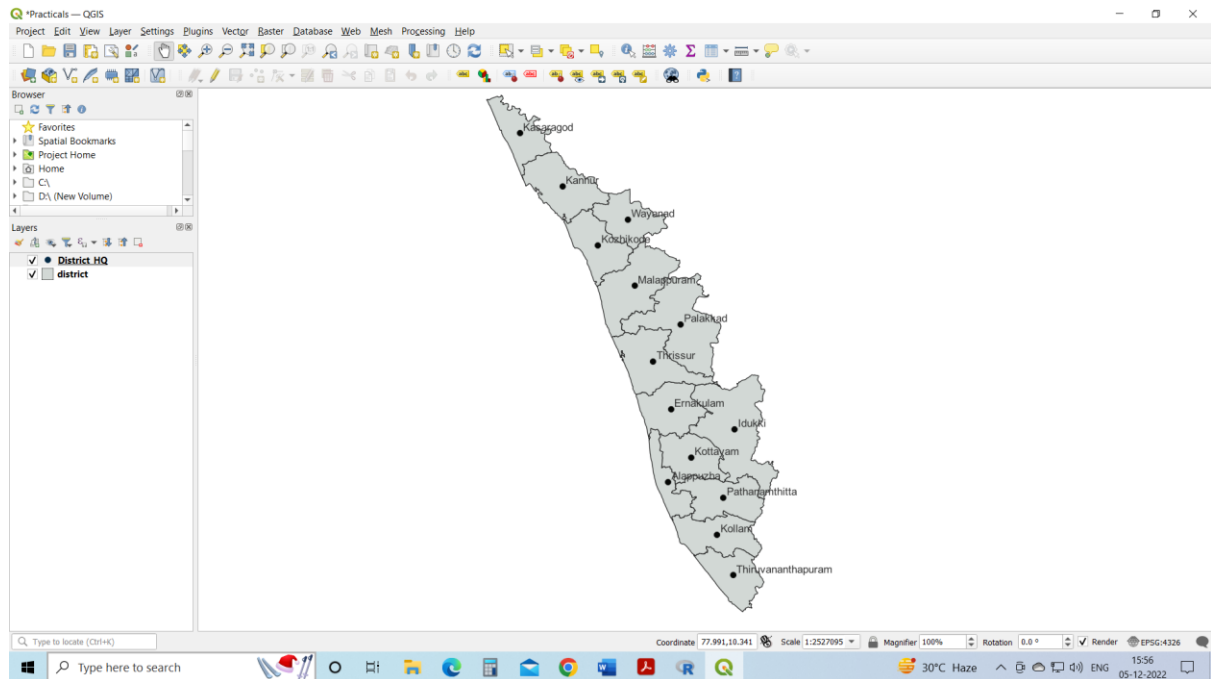 *Practicals — QGIS
Project Edit View Layer Settings Plugins Vector Raster Database Web Mesh Processing Help
Browser
Favorites
Spatial Bookmarks
Project Home
Home
C:\
D:\ (New Volume)
Layers
District HQ
district
Kasaragod
Kannur
Wayanad
Kozhikode
Malappuram
Palakkad
Thrissur
Ernakulam
Idukki
Kottayam
Alappuzha
Pathanamthitta
Kollam
Thiruvananthapuram
Type to locate (Ctrl+K) Coordinate 77.991,10.341 Scale 1:2527095 Magnifier 100% Rotation 0.0 ° Render EPSG:4326
Type here to search 30°C Haze ENG 15:56
05-12-2022